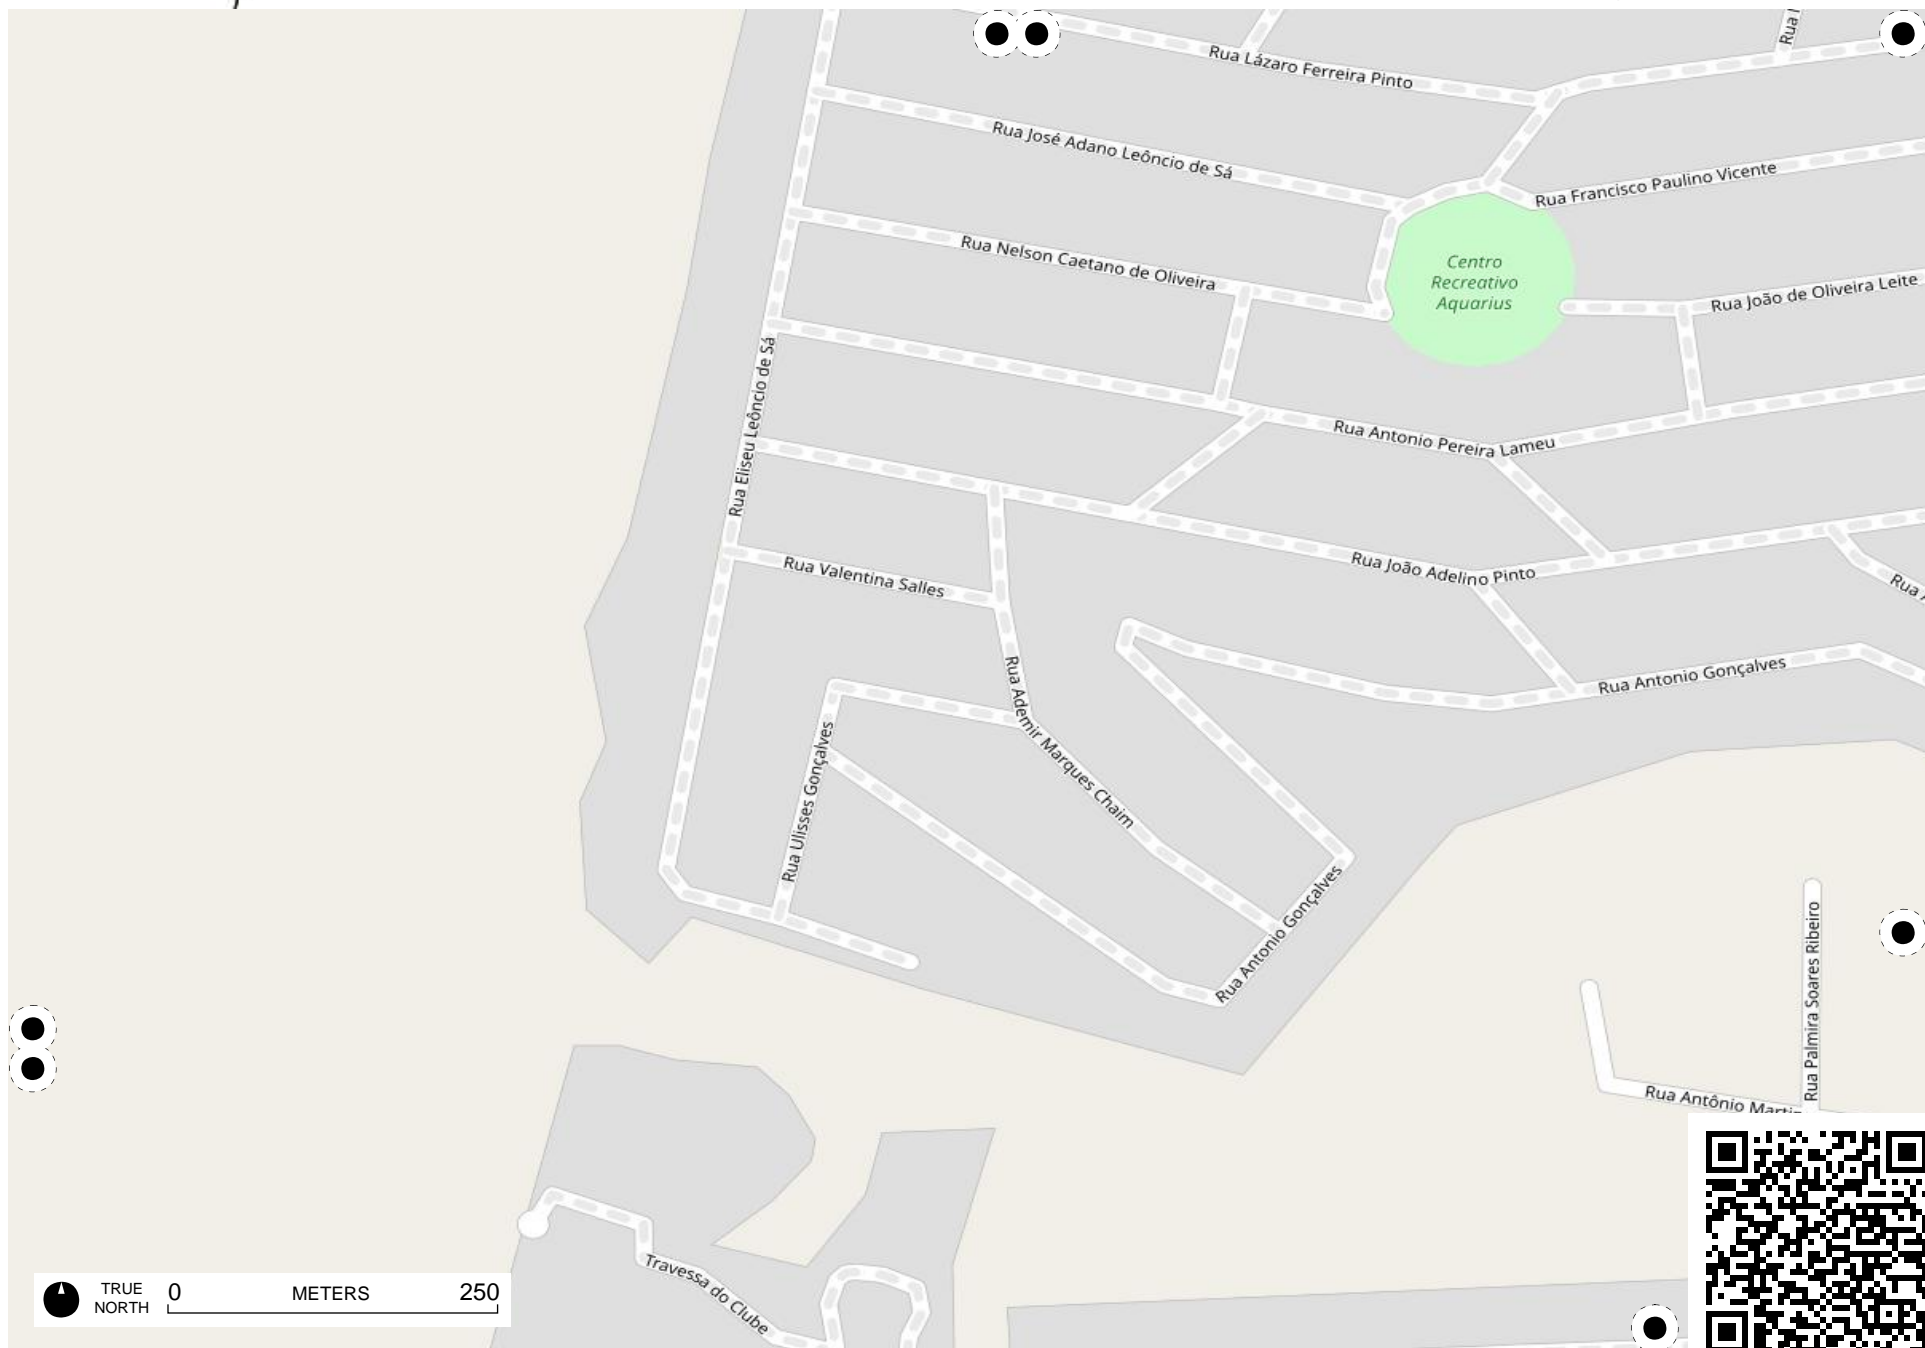 Rua Lázaro Ferreira Pinto
Rua José Adano Leôncio de Sá
Rua Francisco Paulino Vicente
Rua Nelson Caetano de Oliveira
Centro
Recreativo
Aquarius
Rua João de Oliveira Leite
Rua Eliseu Leôncio de Sá
Rua Antonio Pereira Lameu
Rua João Adelino Pinto
Rua Valentina Salles
Rua
Rua Ademir Marques Chaim
Rua Antonio Gonçalves
Rua Ulisses Gonçalves
Rua Antonio Gonçalves
Rua Palmira Soares Ribeiro
Rua Antônio
Travessa do Clube
TRUE
NORTH
0 METERS 250